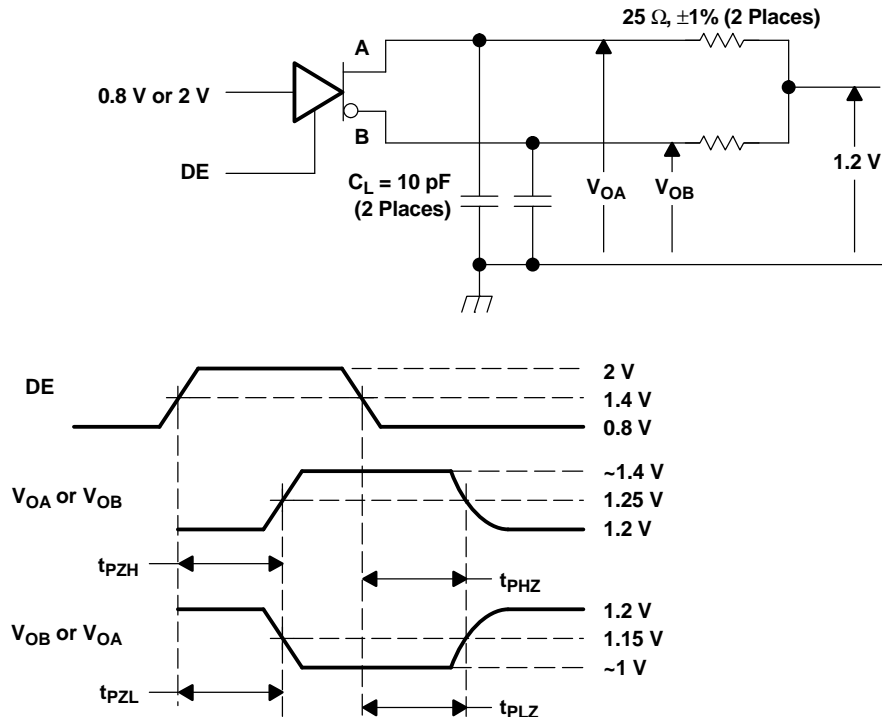 25 Ω, ±1% (2 Places)
A
0.8 V or 2 V
B
DE
C_L = 10 pF
(2 Places)
V_OA
V_OB
1.2 V
DE
2 V
1.4 V
0.8 V
V_OA or V_OB
~1.4 V
1.25 V
1.2 V
t_PZH
t_PHZ
V_OB or V_OA
1.2 V
1.15 V
~1 V
t_PZL
t_PLZ